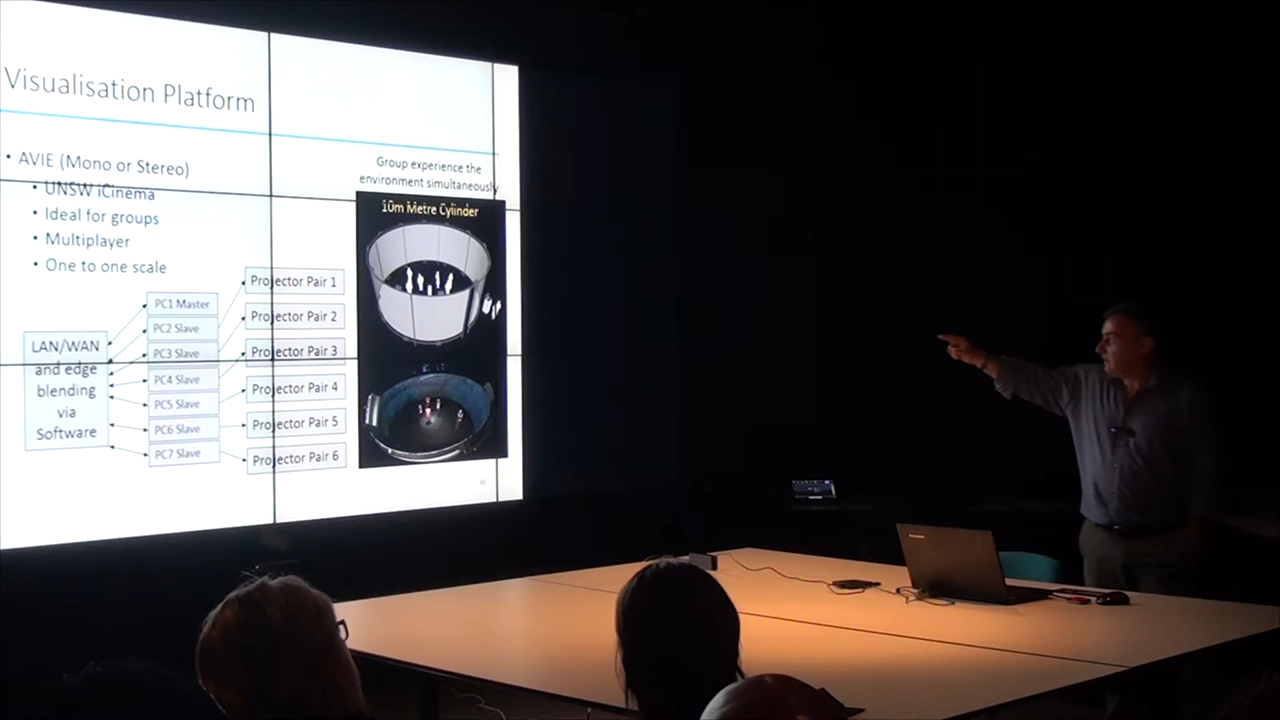 Visualisation Platform
• AVIE (Mono or Stereo)
• UNSW iCinema
• Ideal for groups
• Multiplayer
• One to one scale
Group experience the
environment simultaneously
10m Metre Cylinder
LAN/WAN
and edge
blending
via
Software
PC1 Master
PC2 Slave
PC3 Slave
PC4 Slave
PC5 Slave
PC6 Slave
PC7 Slave
Projector Pair 1
Projector Pair 2
Projector Pair 3
Projector Pair 4
Projector Pair 5
Projector Pair 6